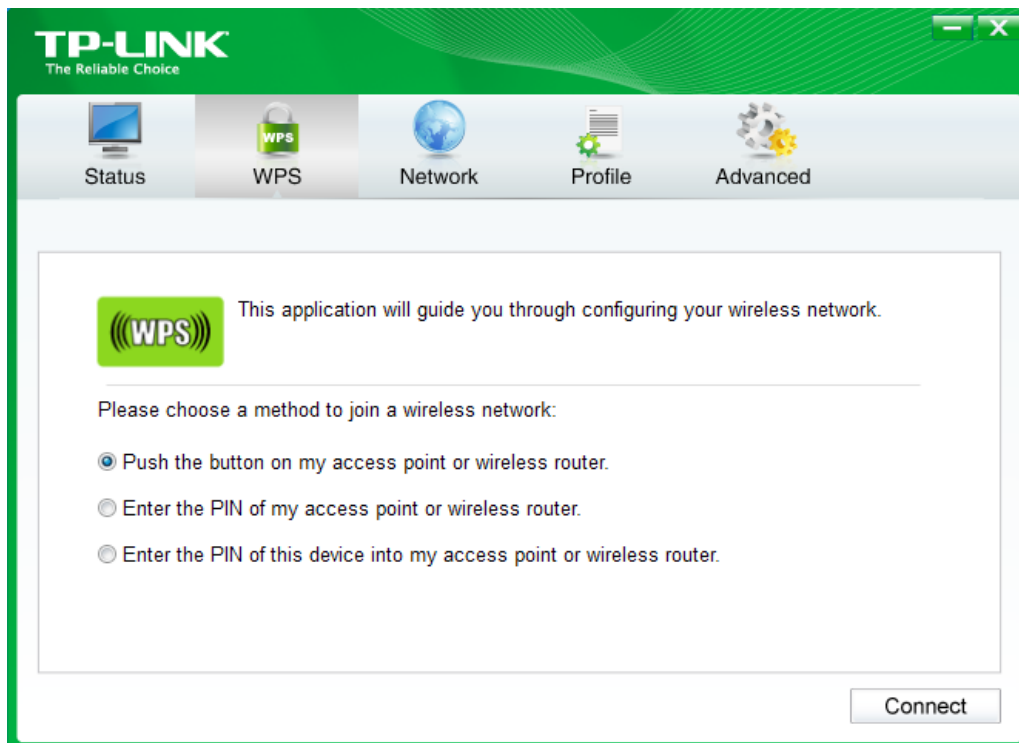 TP-LINK
The Reliable Choice
Status
WPS
WPS
Network
Profile
Advanced
(((WPS)))
This application will guide you through configuring your wireless network.
Please choose a method to join a wireless network:
Push the button on my access point or wireless router.
Enter the PIN of my access point or wireless router.
Enter the PIN of this device into my access point or wireless router.
Connect